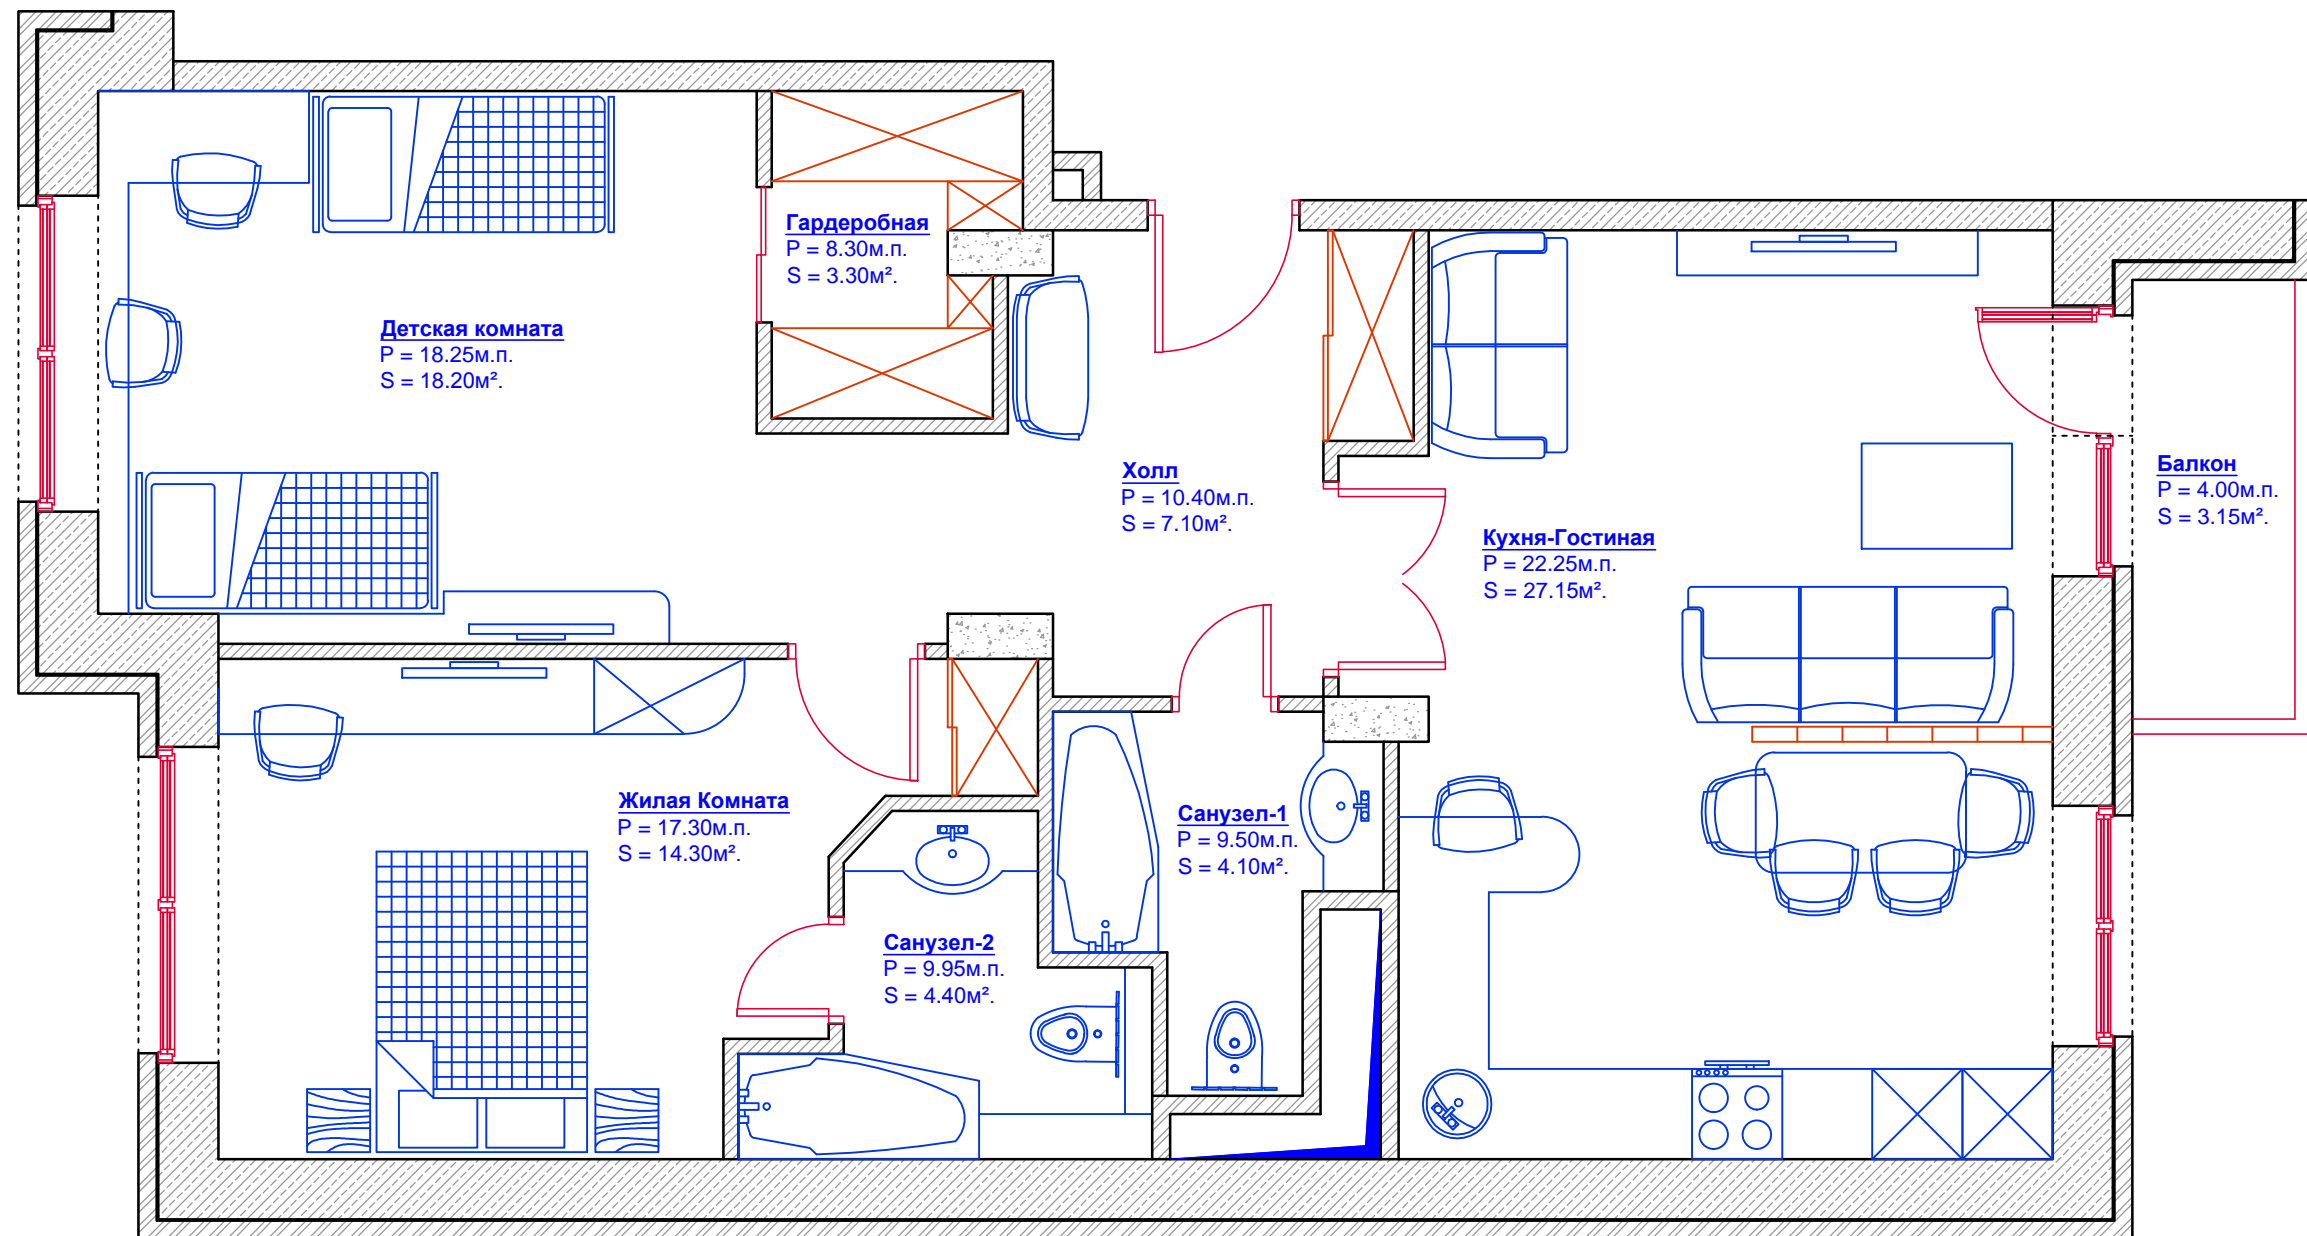 Гардеробная
P = 8.30м.п.
S = 3.30м².
Детская комната
P = 18.25м.п.
S = 18.20м².
Холл
P = 10.40м.п.
S = 7.10м².
Кухня-Гостиная
P = 22.25м.п.
S = 27.15м².
Балкон
P = 4.00м.п.
S = 3.15м².
Жилая Комната
P = 17.30м.п.
S = 14.30м².
Санузел-1
P = 9.50м.п.
S = 4.10м².
Санузел-2
P = 9.95м.п.
S = 4.40м².